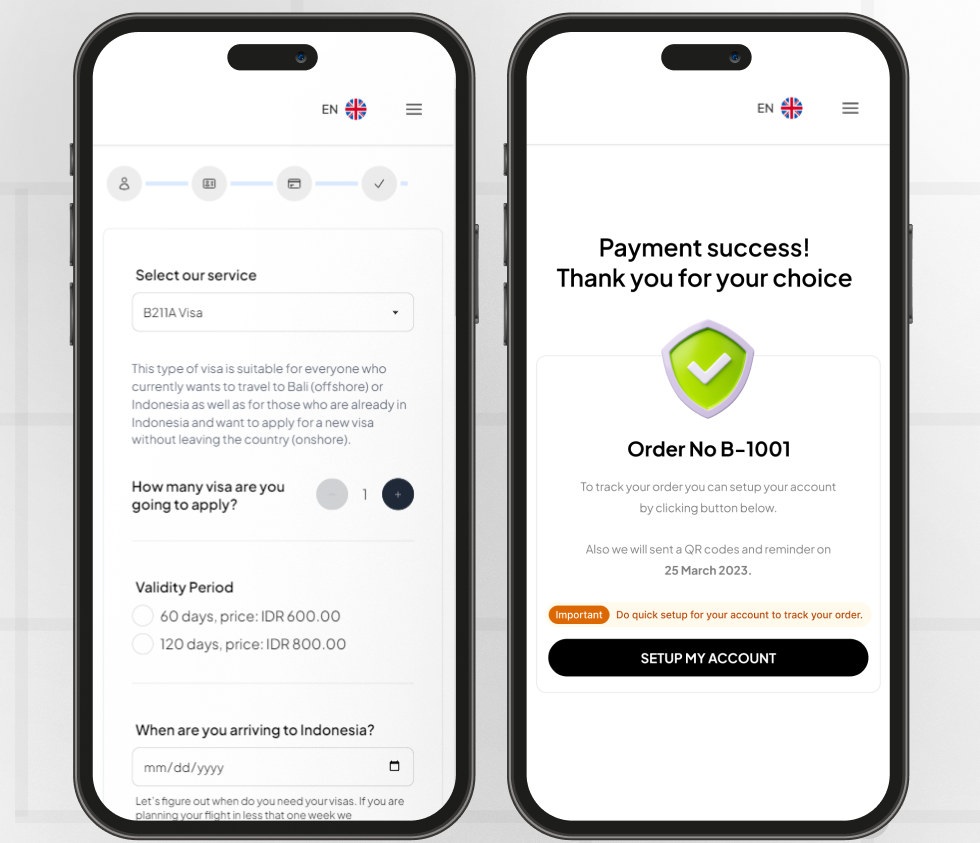 EN
Select our service
B211A Visa
This type of visa is suitable for everyone who
currently wants to travel to Bali (offshore) or
Indonesia as well as for those who are already in
Indonesia and want to apply for a new visa
without leaving the country (onshore).
How many visa are you
going to apply?
1
Validity Period
60 days, price: IDR 600.00
120 days, price: IDR 800.00
When are you arriving to Indonesia?
mm/dd/yyyy
Let's figure out when do you need your visas. If you are
planning your flight in less that one week we
EN
Payment success!
Thank you for your choice
Order No B-1001
To track your order you can setup your account
by clicking button below.
Also we will sent a QR codes and reminder on
25 March 2023.
Important Do quick setup for your account to track your order.
SETUP MY ACCOUNT